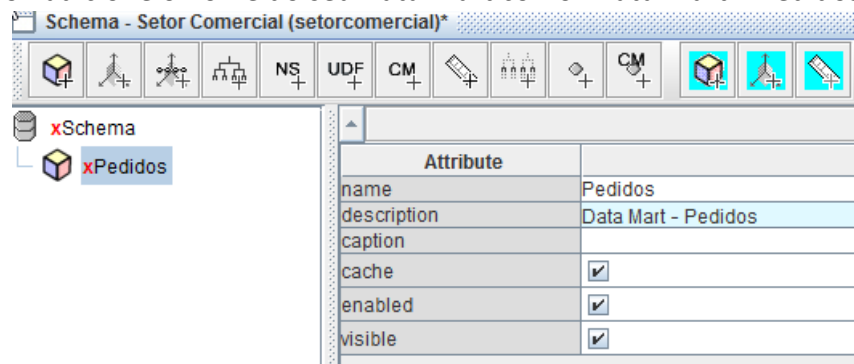 Schema - Setor Comercial (setorcomercial)*
NS UDF CM CM
xSchema
xPedidos
Attribute
name Pedidos
description Data Mart - Pedidos
caption
cache
enabled
visible